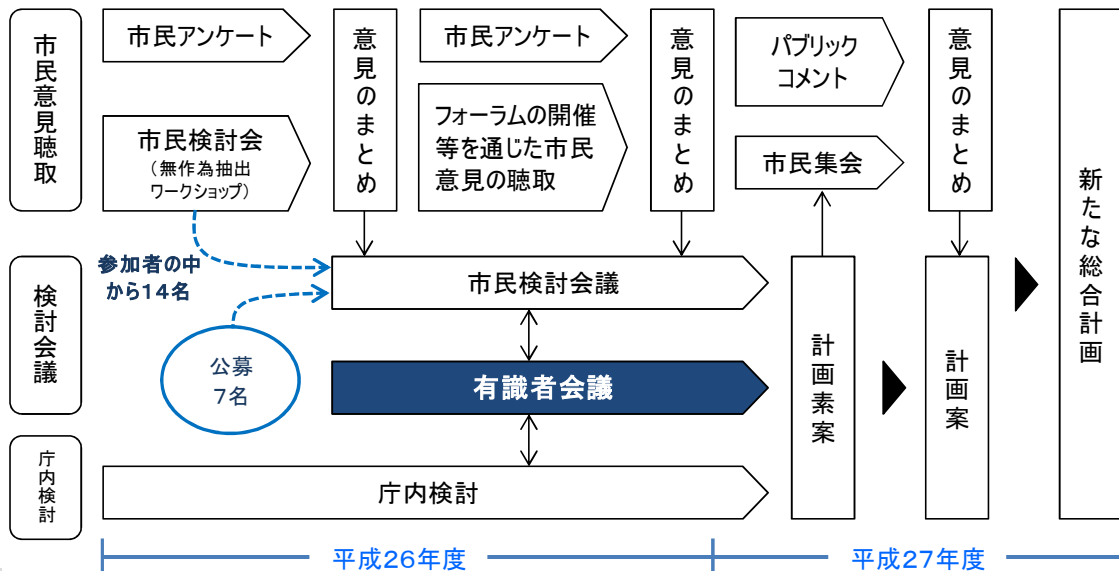 市民意見聴取
市民アンケート
市民検討会
（無作為抽出
ワークショップ）
意見のまとめ
市民アンケート
フォーラムの開催
等を通じた市民
意見の聴取
意見のまとめ
パブリック
コメント
市民集会
意見のまとめ
新たな総合計画
検討会議
参加者の中
から１４名
公募
７名
市民検討会議
有識者会議
計画素案
計画案
庁内検討
庁内検討
平成２６年度
平成２７年度